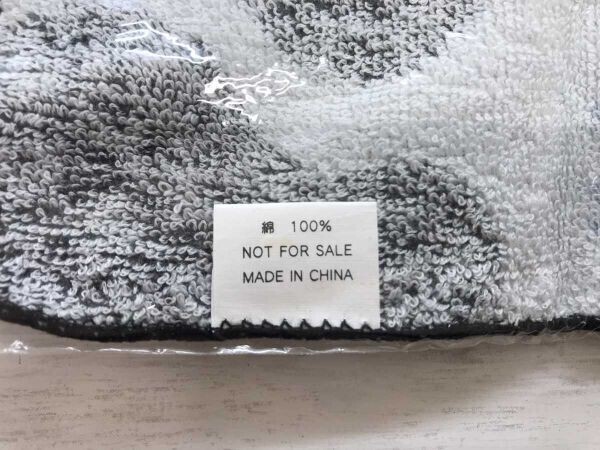 綿 100%
NOT FOR SALE
MADE IN CHINA